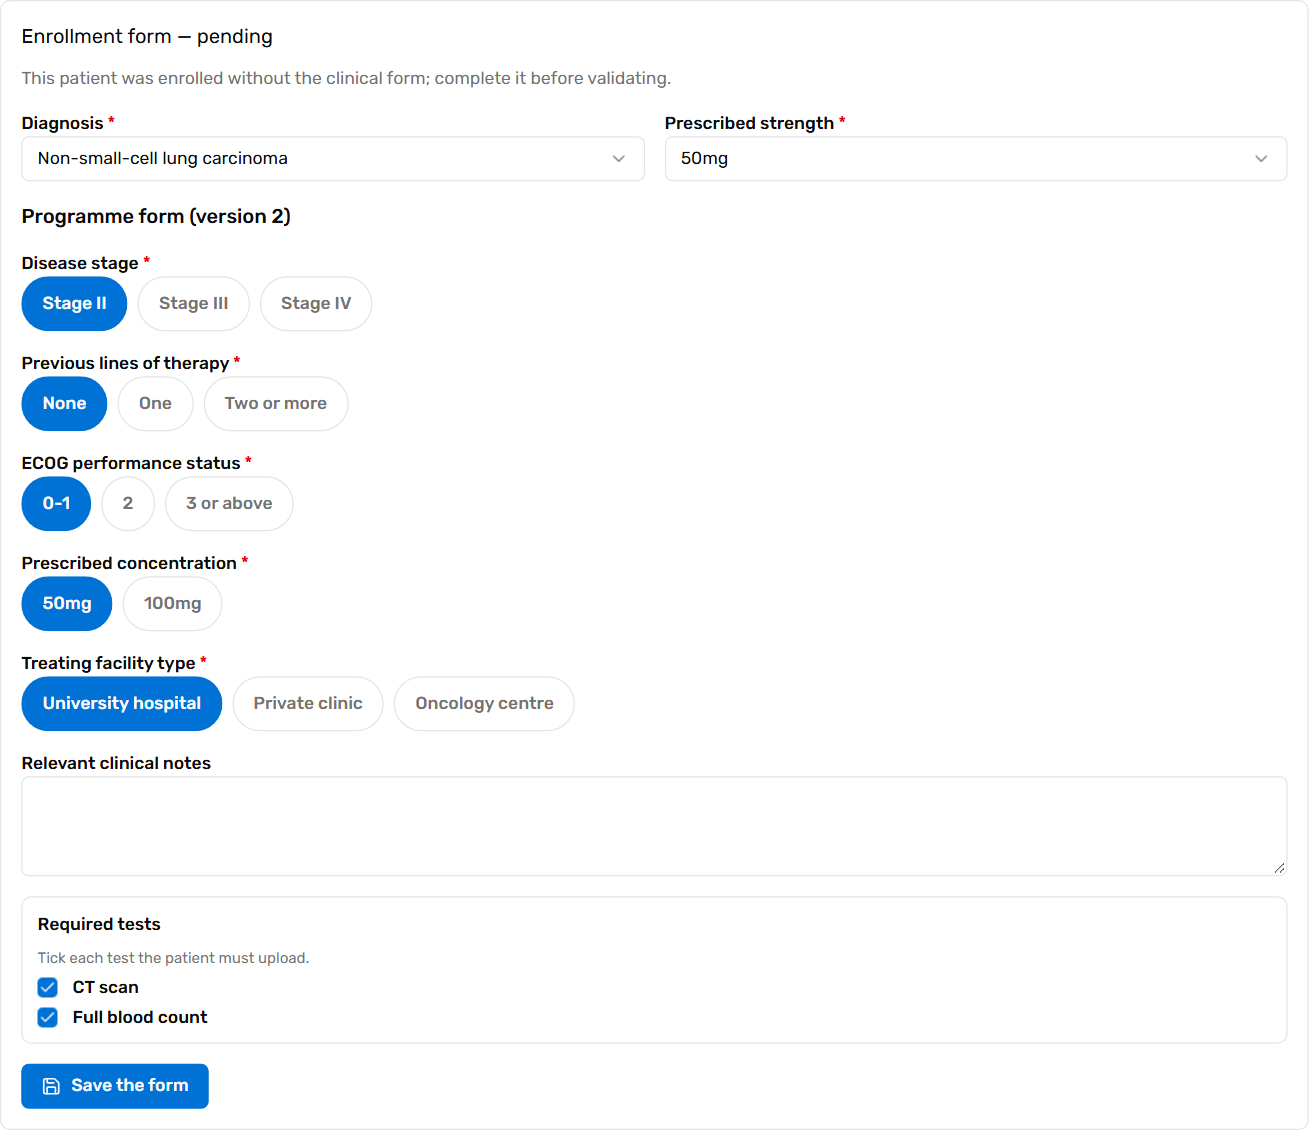 Enrollment form — pending
This patient was enrolled without the clinical form; complete it before validating.
Diagnosis * Prescribed strength *
Non-small-cell lung carcinoma 50mg
Programme form (version 2)
Disease stage *
Stage II Stage III Stage IV
Previous lines of therapy *
None One Two or more
ECOG performance status *
0-1 2 3 or above
Prescribed concentration *
50mg 100mg
Treating facility type *
University hospital Private clinic Oncology centre
Relevant clinical notes
Required tests
Tick each test the patient must upload.
CT scan
Full blood count
Save the form